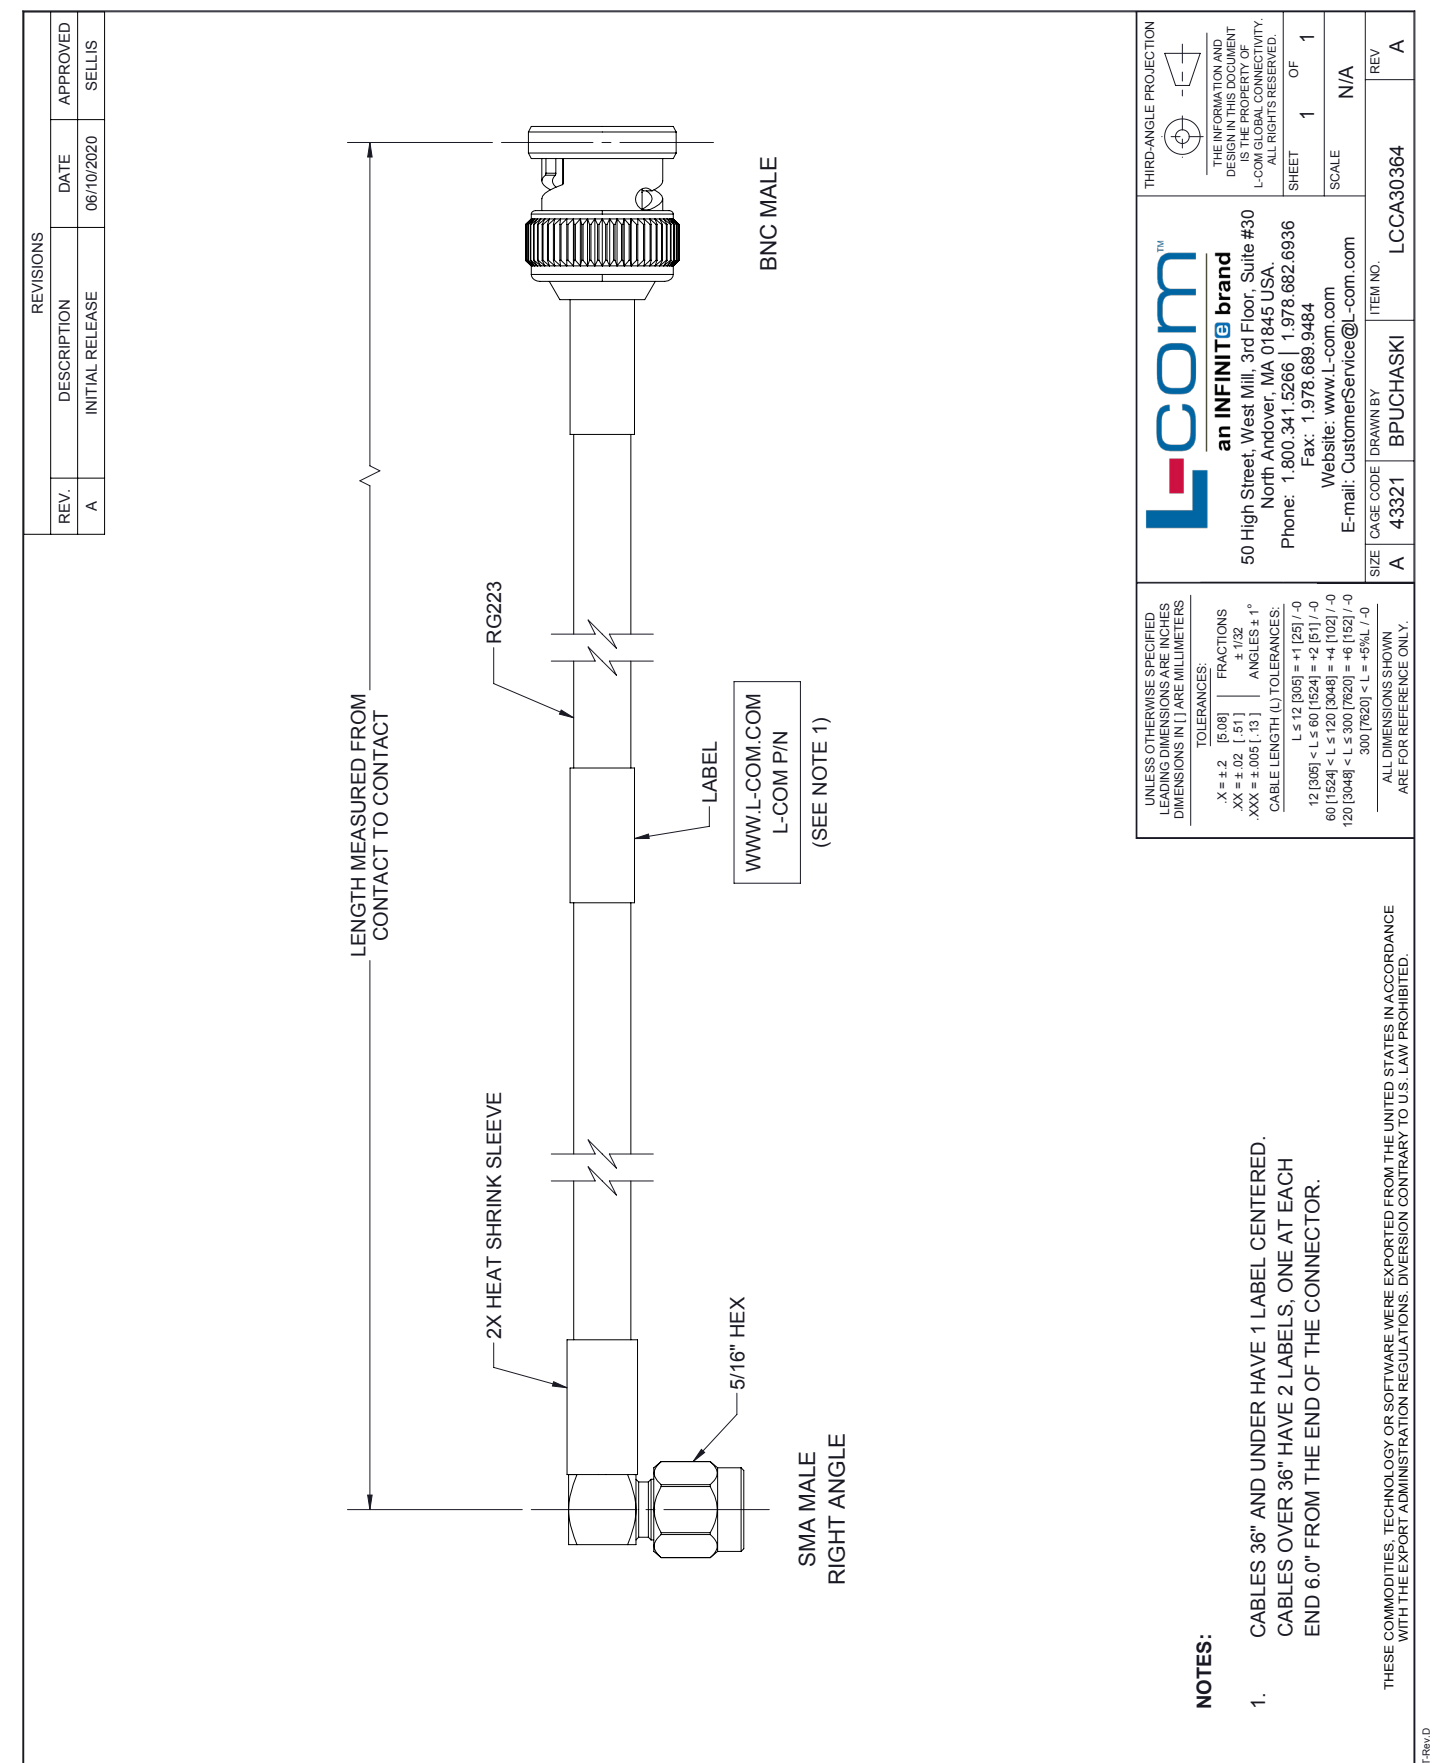 REVISIONS
REV.
DESCRIPTION
DATE
APPROVED
A
INITIAL RELEASE
06/10/2020
SELLIS
LENGTH MEASURED FROM
CONTACT TO CONTACT
2X HEAT SHRINK SLEEVE
RG223
5/16" HEX
LABEL
WWW.L-COM.COM
L-COM P/N
(SEE NOTE 1)
SMA MALE
RIGHT ANGLE
BNC MALE
NOTES:
1. CABLES 36" AND UNDER HAVE 1 LABEL CENTERED.
CABLES OVER 36" HAVE 2 LABELS, ONE AT EACH
END 6.0" FROM THE END OF THE CONNECTOR.
THESE COMMODITIES, TECHNOLOGY OR SOFTWARE WERE EXPORTED FROM THE UNITED STATES IN ACCORDANCE
WITH THE EXPORT ADMINISTRATION REGULATIONS. DIVERSION CONTRARY TO U.S. LAW PROHIBITED.
UNLESS OTHERWISE SPECIFIED
LEADING DIMENSIONS ARE INCHES
DIMENSIONS IN [ ] ARE MILLIMETERS
TOLERANCES:
.X = ± .2 [5.08] FRACTIONS
.XX = ± .02 [ .51 ] ± 1/32
.XXX = ± .005 [ .13 ] ANGLES ± 1°
CABLE LENGTH (L) TOLERANCES:
L ≤ 12 [305] = +1 [25] / -0
12 [305] < L ≤ 60 [1524] = +2 [51] / -0
60 [1524] < L ≤ 120 [3048] = +4 [102] / -0
120 [3048] < L ≤ 300 [7620] = +6 [152] / -0
300 [7620] < L = +5%L / -0
ALL DIMENSIONS SHOWN
ARE FOR REFERENCE ONLY.
L-com™
an INFINITe brand
50 High Street, West Mill, 3rd Floor, Suite #30
North Andover, MA 01845 USA.
Phone: 1.800.341.5266 | 1.978.682.6936
Fax: 1.978.689.9484
Website: www.L-com.com
E-mail: CustomerService@L-com.com
THIRD-ANGLE PROJECTION
THE INFORMATION AND
DESIGN IN THIS DOCUMENT
IS THE PROPERTY OF
L-COM GLOBAL CONNECTIVITY.
ALL RIGHTS RESERVED.
SHEET 1 OF 1
SCALE N/A
SIZE
A
CAGE CODE
43321
DRAWN BY
BPUCHASKI
ITEM NO.
LCCA30364
REV
A
T-Rev.D